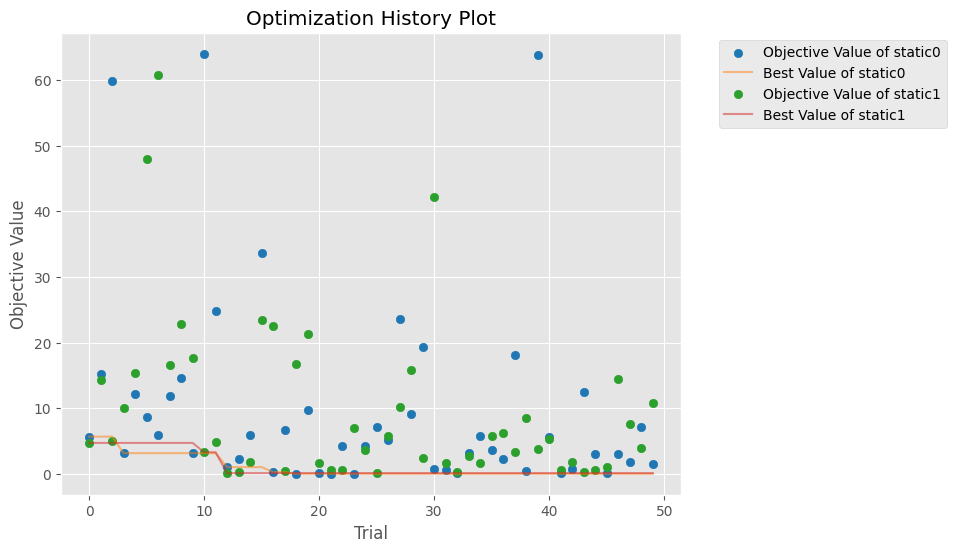 Optimization History Plot
Objective Value
60
50
40
30
20
10
0
0 10 20 30 40 50
Trial
Objective Value of static0
Best Value of static0
Objective Value of static1
Best Value of static1